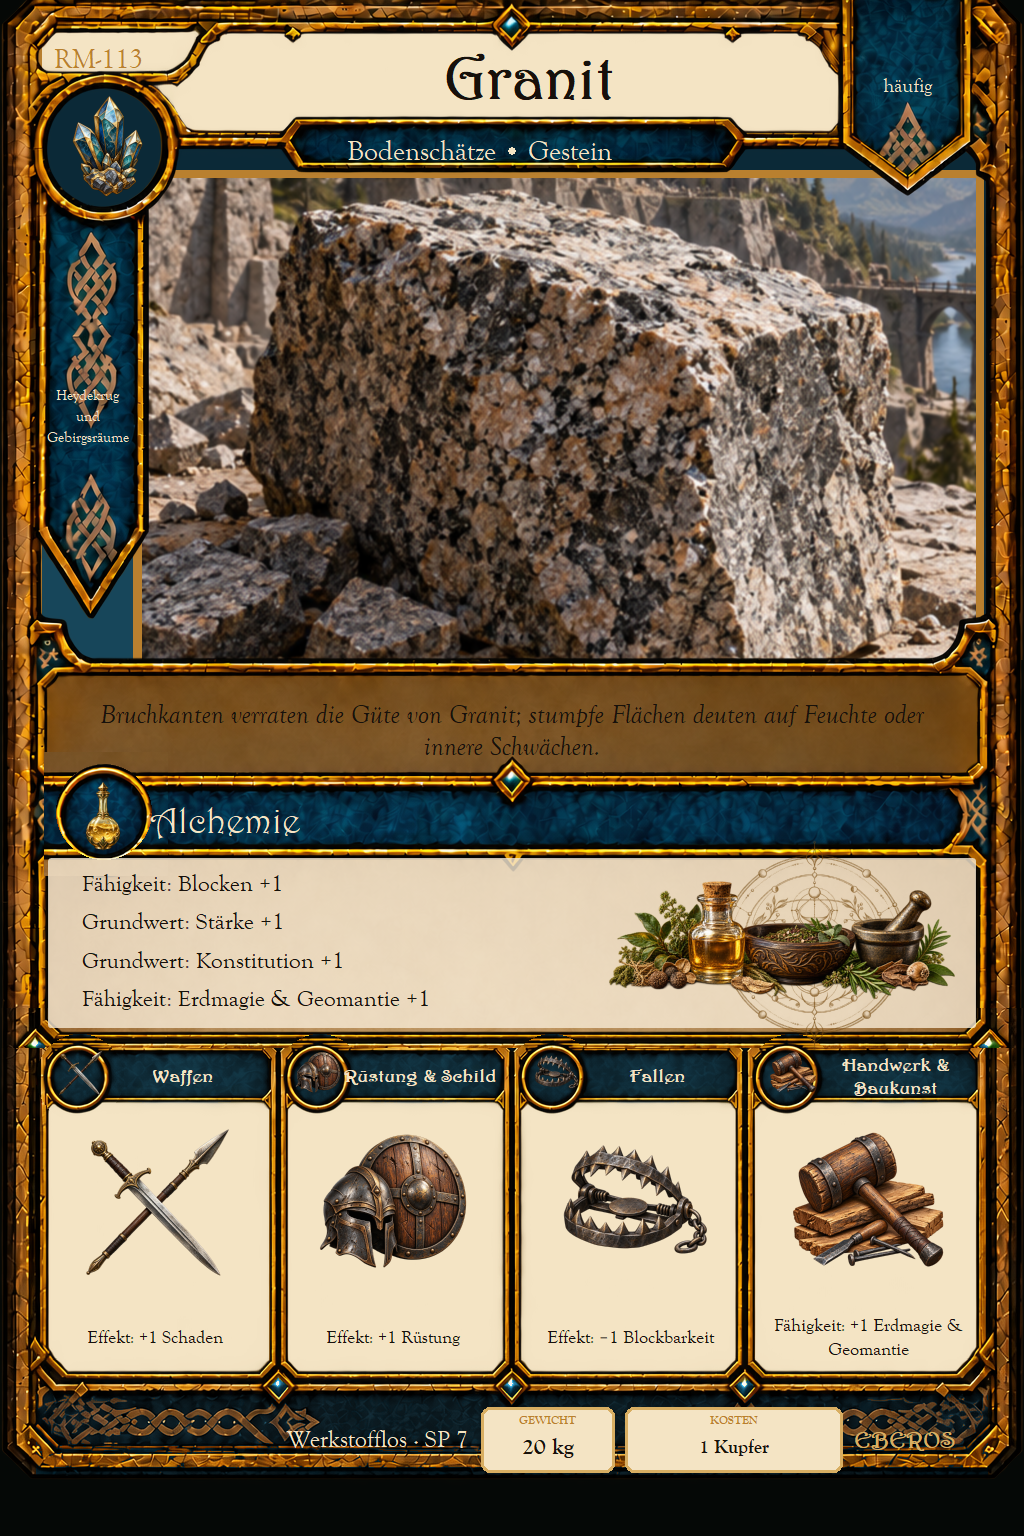 RM-113
Granit
häufig
Bodenschätze • Gestein
Heydekrug
und
Gebirgsräume
Bruchkanten verraten die Güte von Granit; stumpfe Flächen deuten auf Feuchte oder
innere Schwächen.
Alchemie
Fähigkeit: Blocken +1
Grundwert: Stärke +1
Grundwert: Konstitution +1
Fähigkeit: Erdmagie & Geomantie +1
Waffen
Rüstung & Schild
Fallen
Handwerk &
Baukunst
Effekt: +1 Schaden
Effekt: +1 Rüstung
Effekt: −1 Blockbarkeit
Fähigkeit: +1 Erdmagie &
Geomantie
Werkstofflos · SP 7
GEWICHT
20 kg
KOSTEN
1 Kupfer
EBEROS